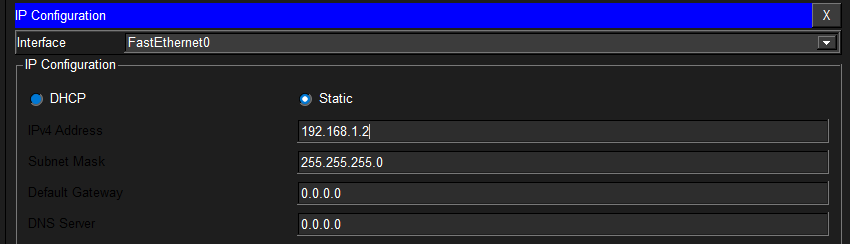 IP Configuration X
Interface FastEthernet0
IP Configuration
DHCP Static
IPv4 Address 192.168.1.2
Subnet Mask 255.255.255.0
Default Gateway 0.0.0.0
DNS Server 0.0.0.0